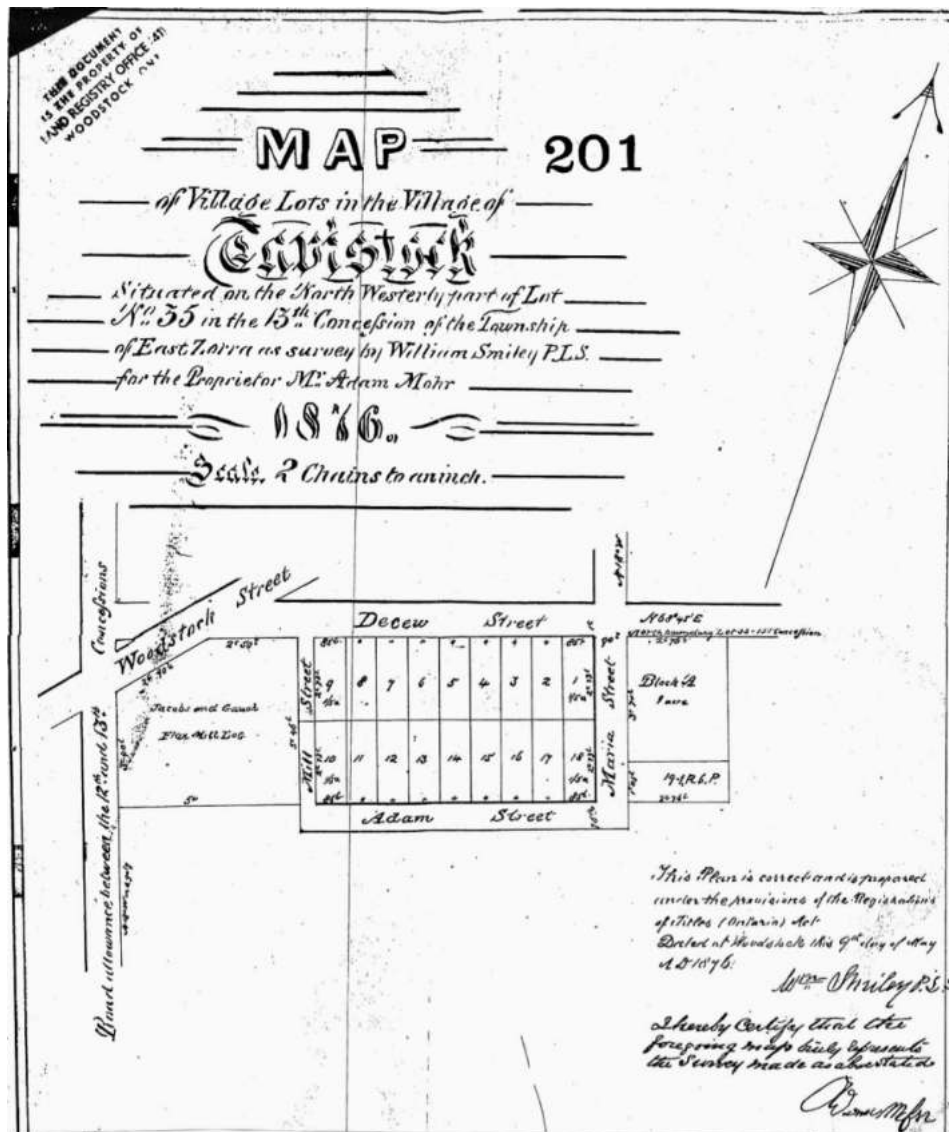 THIS DOCUMENT
IS THE PROPERTY OF
LAND REGISTRY OFFICE
WOODSTOCK ONT
MAP 201
of Village Lots in the Village of
Tavistock
Situated on the North Westerly part of Lot
No. 35 in the 13th Concession of the Township
of East Zorra as survey by William Smiley P.L.S.
for the Proprietor Mr Adam Mohr
1876.
Scale, 2 Chains to an inch.
Woodstock Street
Decew Street
N 68° 45' E
Mill Street
9 8 7 6 5 4 3 2 1
Maria Street
Block A
1 acre
Jacobs and
Flax Mill Lot
10 11 12 13 14 15 16 17 18
Adam Street
Road allowance between the 12th and 13th Concessions
This Plan is correct and is prepared
under the provisions of the Registration
of Titles (Ontario) Act
Dated at Woodstock this 9th day of May
A D 1876.
Wm Smiley P.L.S.
I hereby Certify that the
foregoing map truly represents
the Survey made as above stated